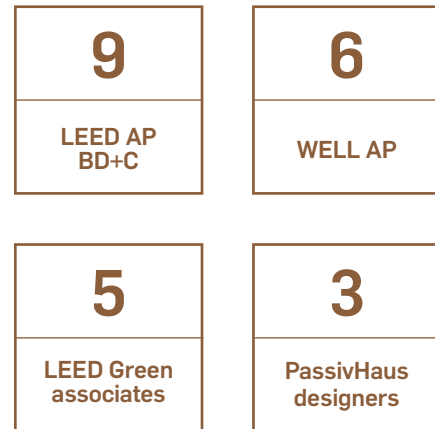 9
LEED AP
BD+C
6
WELL AP
5
LEED Green
associates
3
PassivHaus
designers